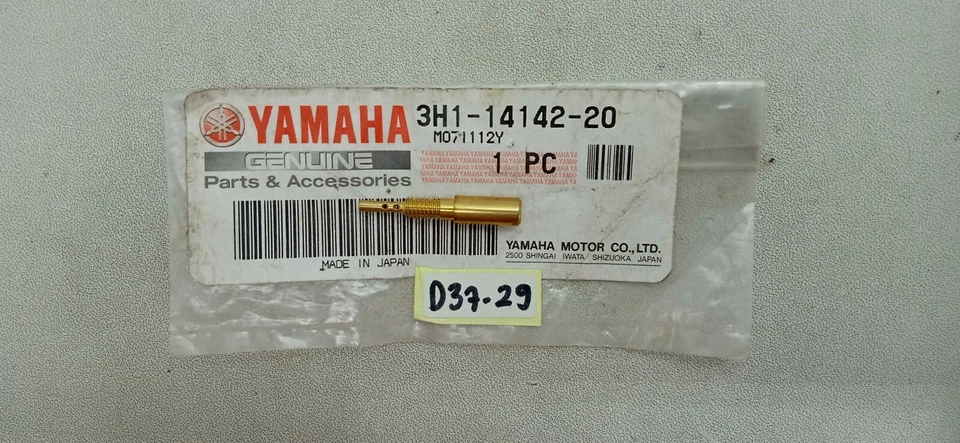 YAMAHA 3H1-14142-20
M071112Y
GENUINE
1 PC
Parts & Accessories
YAMAHA MOTOR CO.,LTD.
2500 SHINGAI IWATA SHIZUOKA JAPAN
MADE IN JAPAN
D37-29